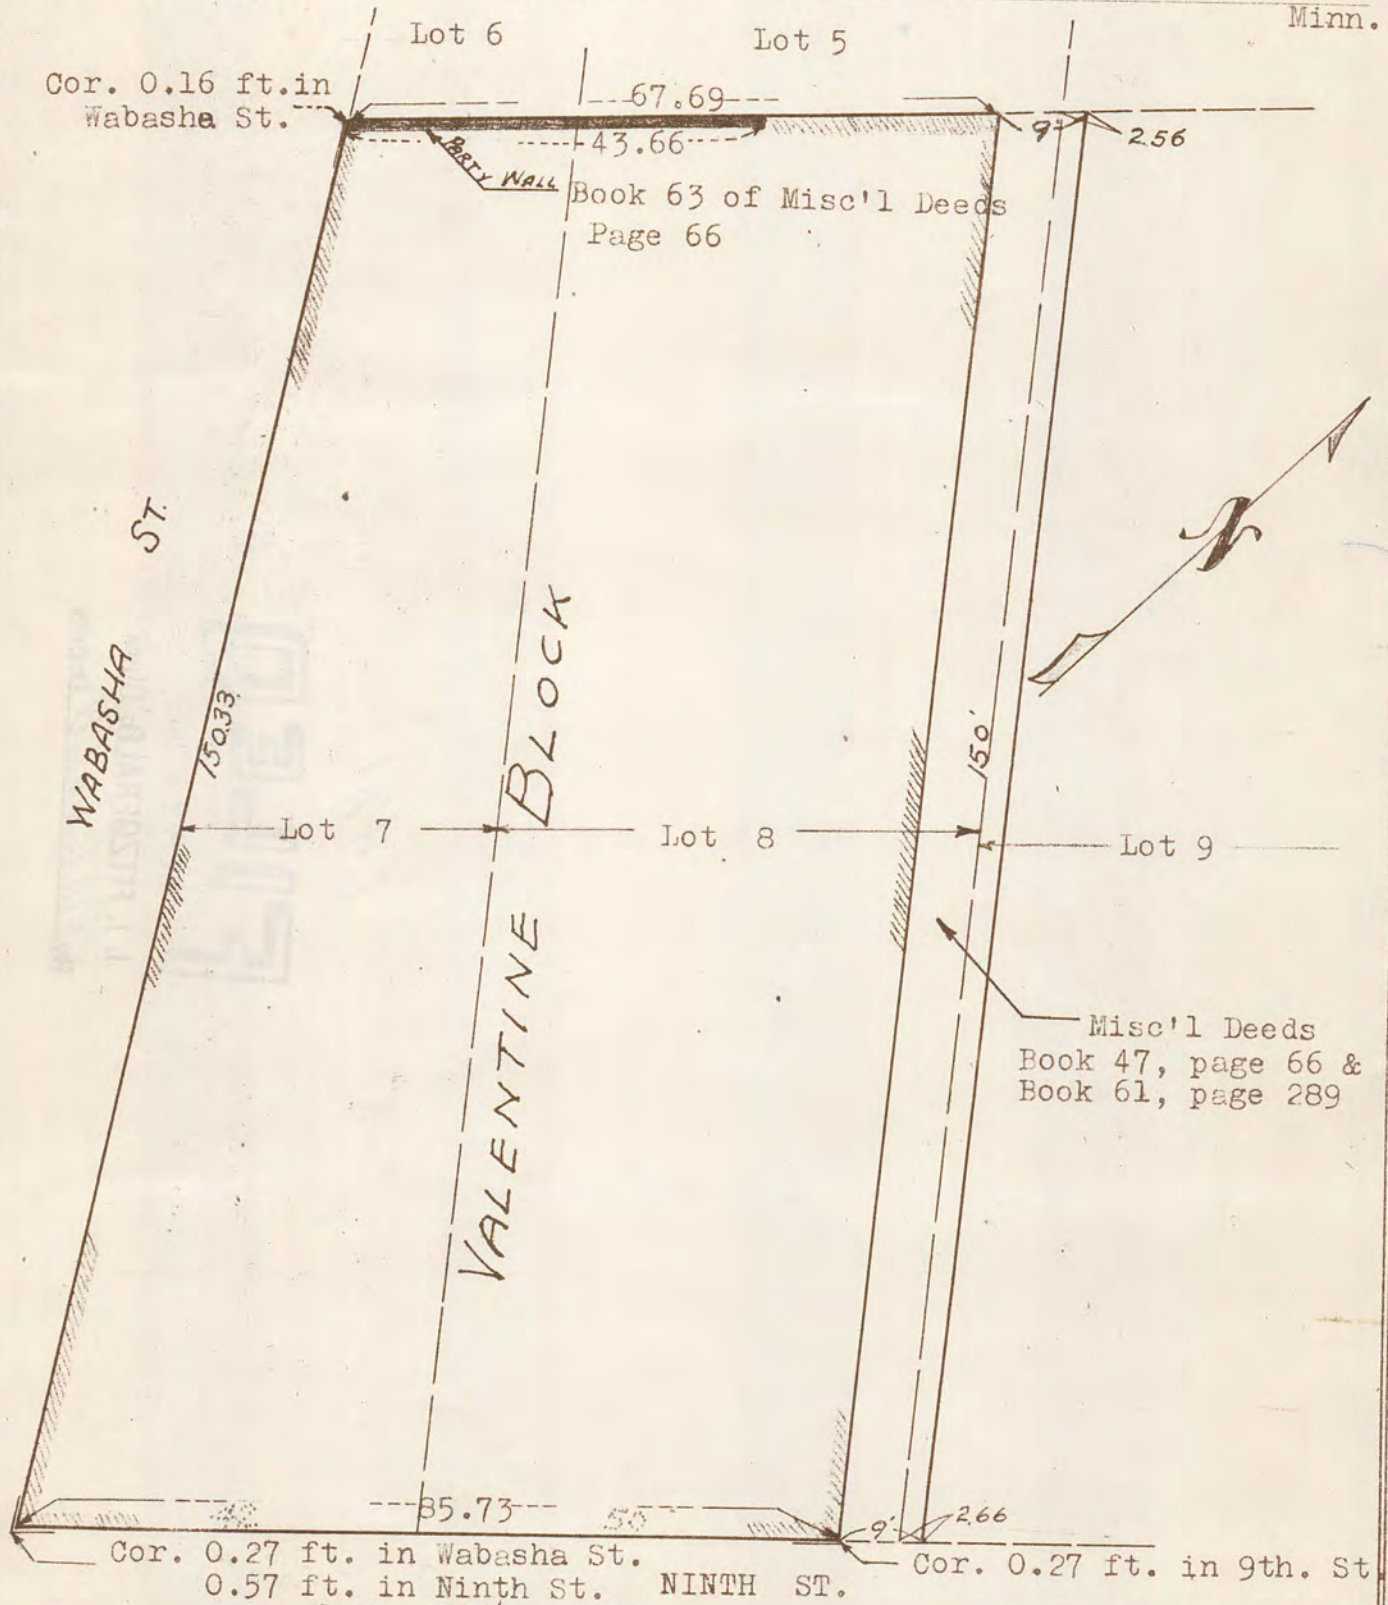 Minn.
Lot 6
Lot 5
Cor. 0.16 ft.in
Wabasha St.
67.69
9'
2.56
43.66
PARTY WALL
Book 63 of Misc'l Deeds
Page 66
N
WABASHA ST.
150.33
VALENTINE BLOCK
150'
Lot 7
Lot 8
Lot 9
Misc'l Deeds
Book 47, page 66 &
Book 61, page 289
85.73
9'
2.66
Cor. 0.27 ft. in Wabasha St.
0.57 ft. in Ninth St.
NINTH ST.
Cor. 0.27 ft. in 9th. St.